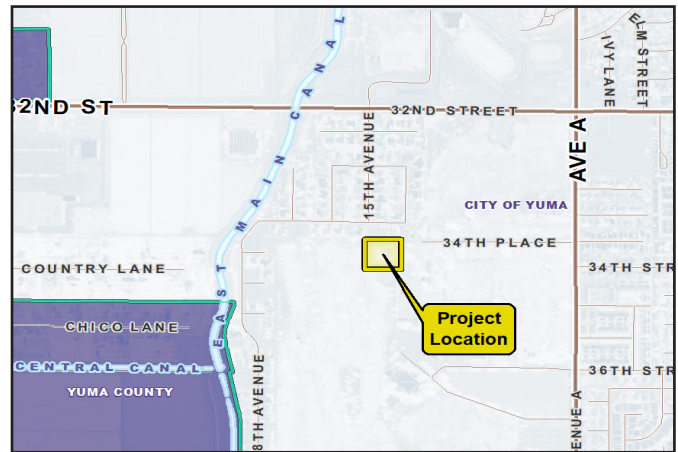 ELM STREET
IVY LANE
32ND ST
32ND STREET
EAST MAIN CANAL
15TH AVENUE
AVE A
CITY OF YUMA
34TH PLACE
COUNTRY LANE
34TH STR
Project
Location
CHICO LANE
CENTRAL CANAL
36TH STR
YUMA COUNTY
8TH AVENUE
ENUE A